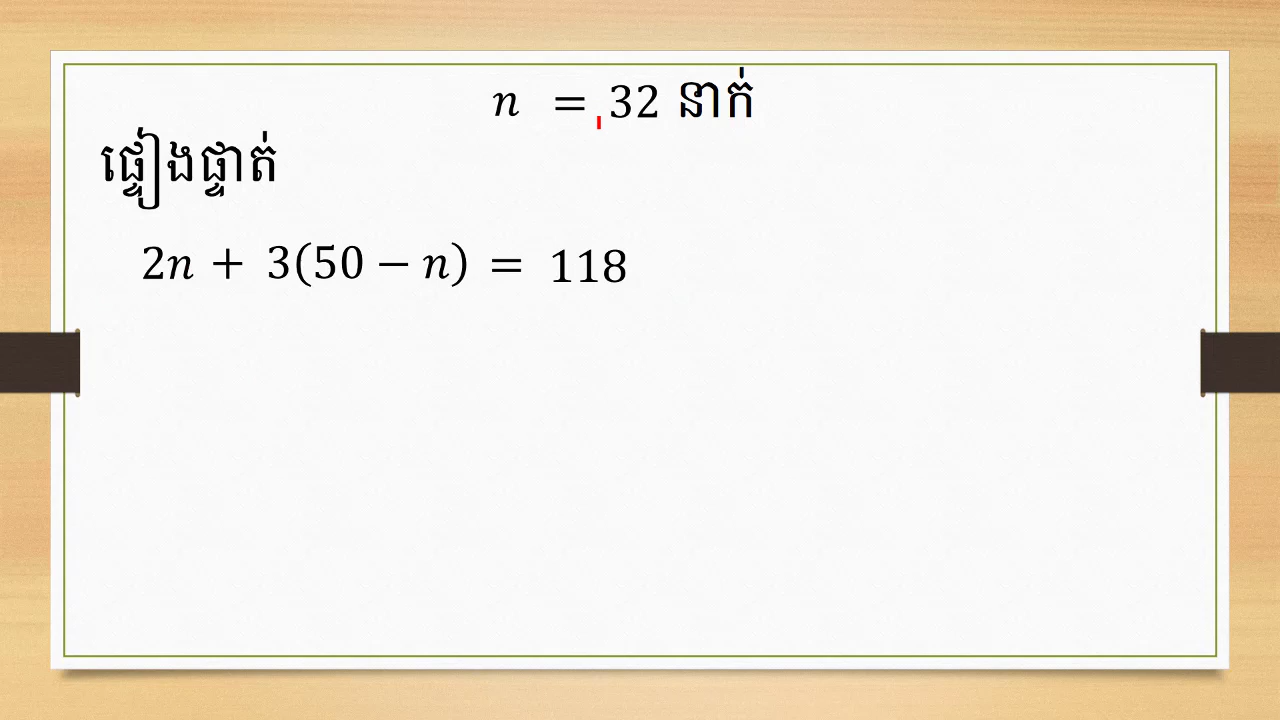 n = 32 នាក់
ផ្ទៀងផ្ទាត់
2n + 3(50 − n) = 118